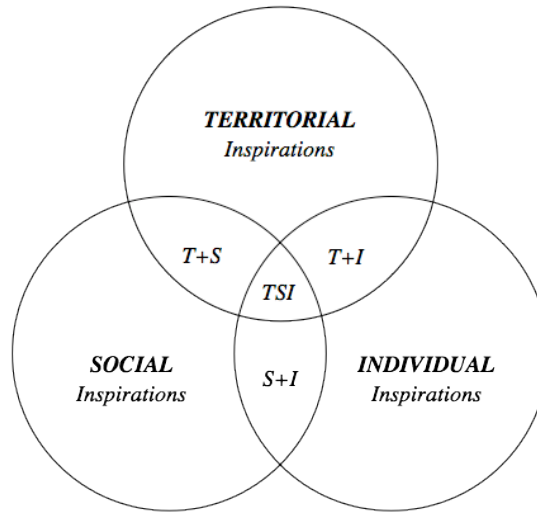 TERRITORIAL
Inspirations
T+S
T+I
TSI
SOCIAL
Inspirations
S+I
INDIVIDUAL
Inspirations